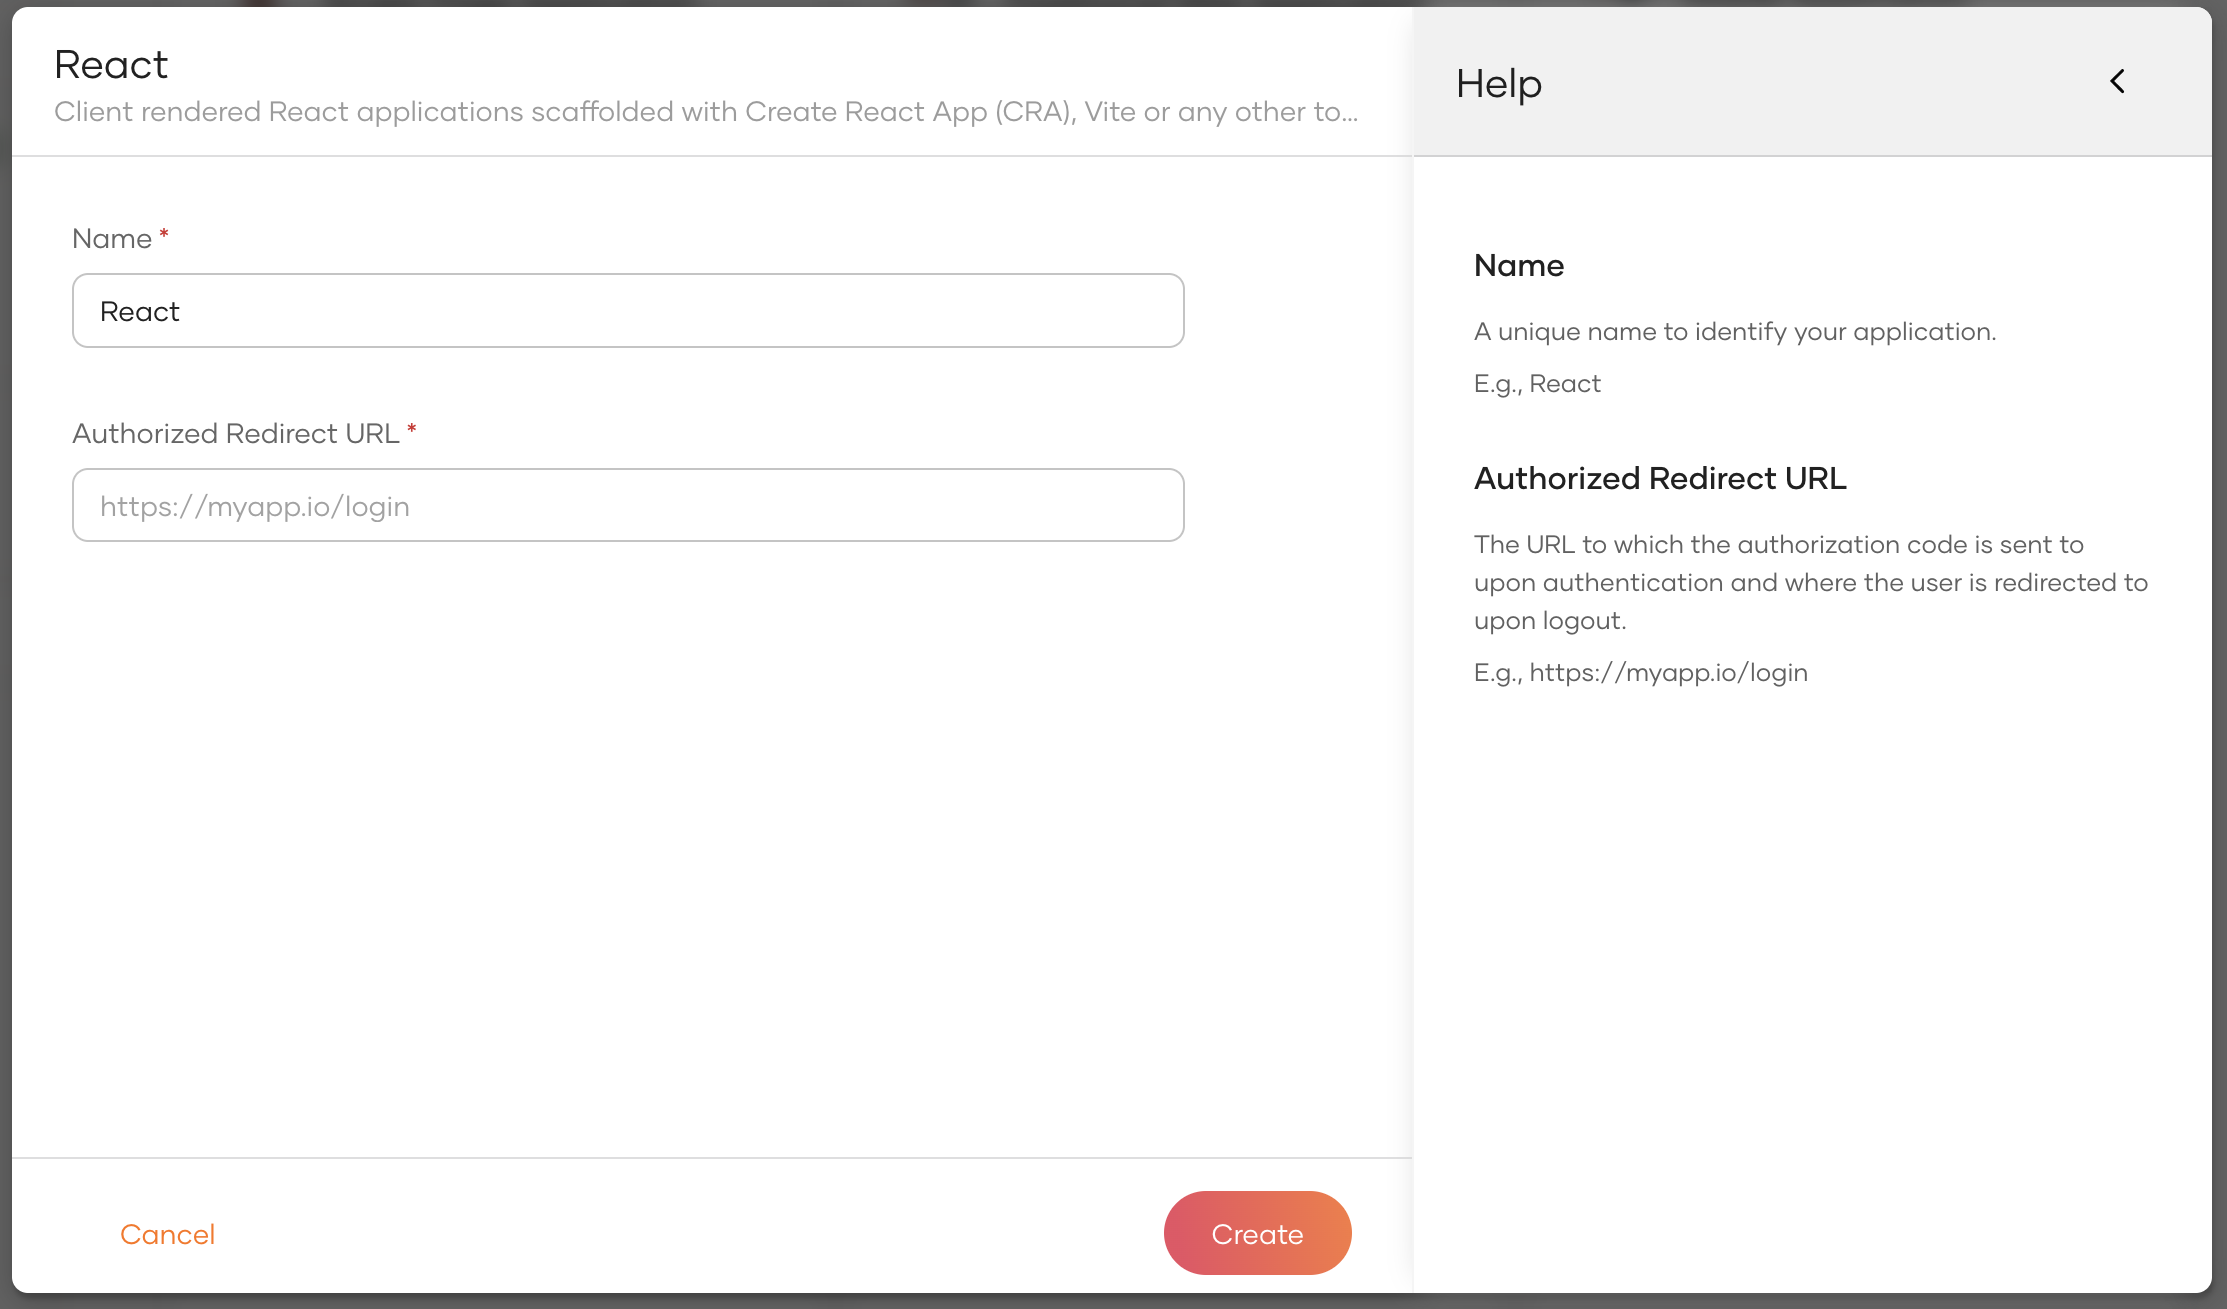 React
Client rendered React applications scaffolded with Create React App (CRA), Vite or any other to...
Name *
React
Authorized Redirect URL *
https://myapp.io/login
Cancel
Create
Help
Name
A unique name to identify your application.
E.g., React
Authorized Redirect URL
The URL to which the authorization code is sent to
upon authentication and where the user is redirected to
upon logout.
E.g., https://myapp.io/login